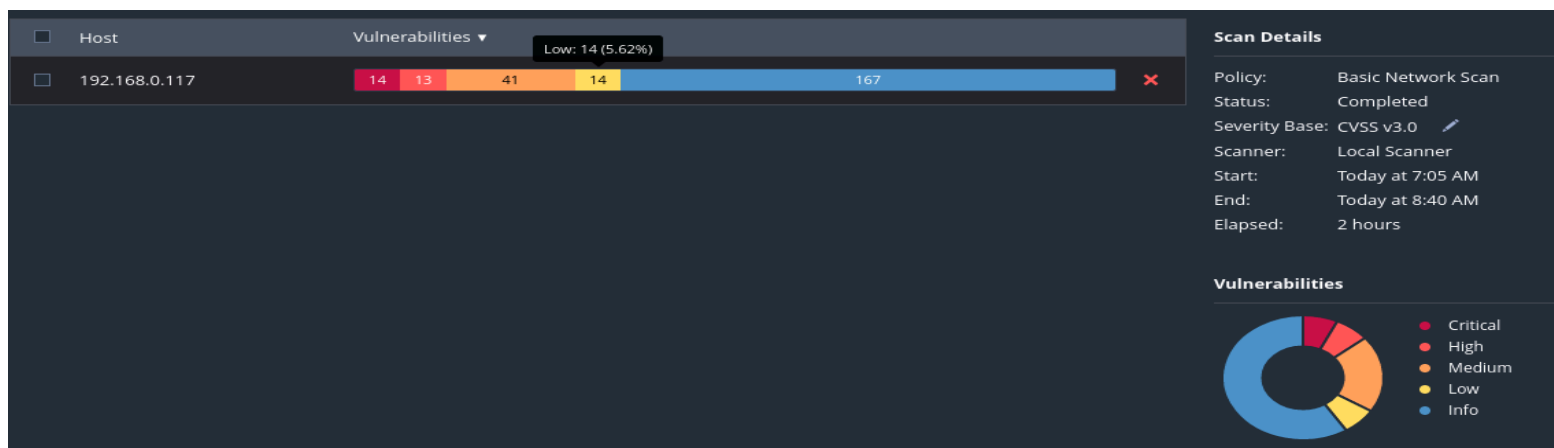 Host Vulnerabilities ▼
Low: 14 (5.62%)
192.168.0.117 14 13 41 14 167
Scan Details
Policy: Basic Network Scan
Status: Completed
Severity Base: CVSS v3.0
Scanner: Local Scanner
Start: Today at 7:05 AM
End: Today at 8:40 AM
Elapsed: 2 hours
Vulnerabilities
Critical
High
Medium
Low
Info